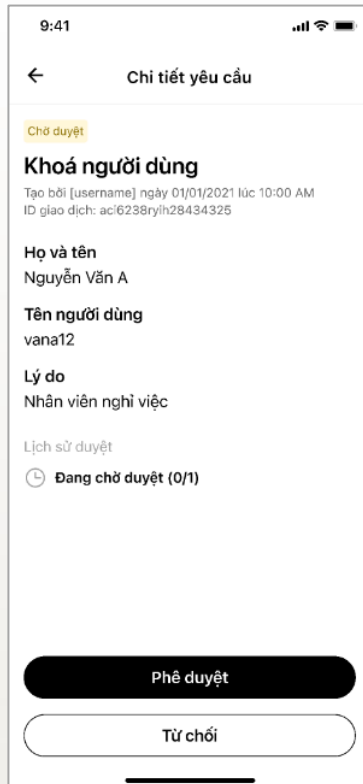 9:41
Chi tiết yêu cầu
Chờ duyệt
Khoá người dùng
Tạo bởi [username] ngày 01/01/2021 lúc 10:00 AM
ID giao dịch: aci6238ryih28434325
Họ và tên
Nguyễn Văn A
Tên người dùng
vana12
Lý do
Nhân viên nghỉ việc
Lịch sử duyệt
Đang chờ duyệt (0/1)
Phê duyệt
Từ chối